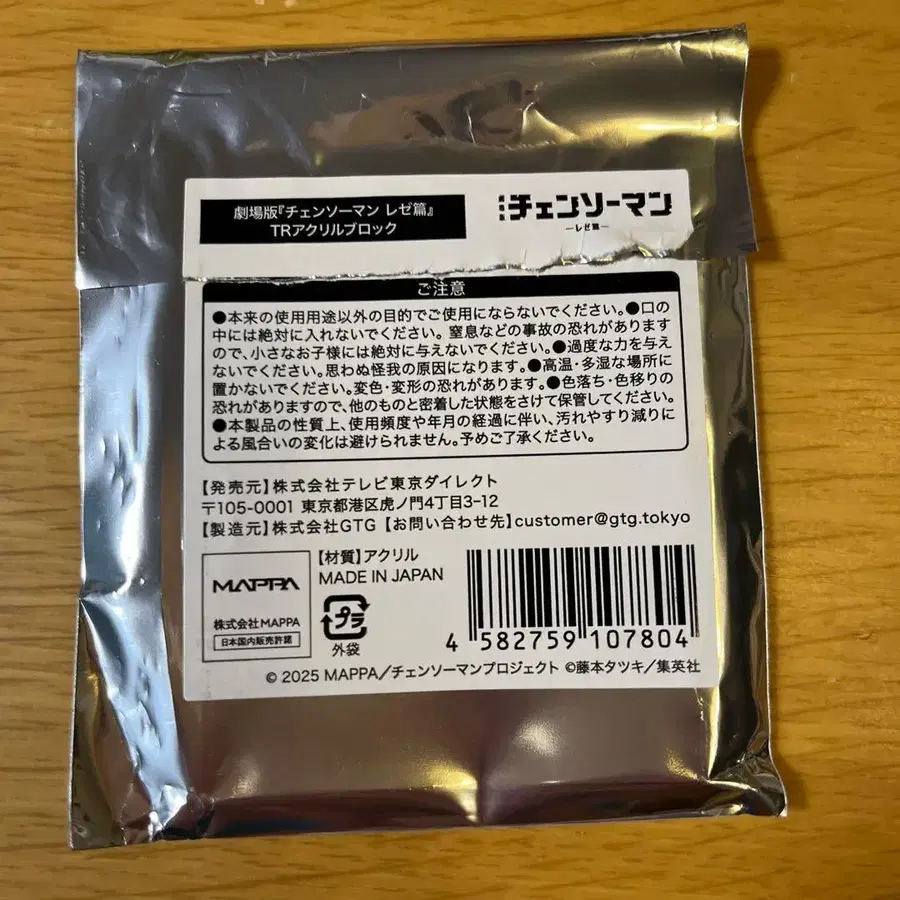 劇場版『チェンソーマン レゼ篇』
TRアクリルブロック
劇場版チェンソーマン
—レゼ篇—
ご注意
●本来の使用用途以外の目的でご使用にならないでください。●口の
中には絶対に入れないでください。窒息などの事故の恐れがあります
ので、小さなお子様には絶対に与えないでください。●過度な力を与え
ないでください。思わぬ怪我の原因になります。●高温・多湿な場所に
置かないでください。変色・変形の恐れがあります。●色落ち・色移りの
恐れがありますので、他のものと密着した状態をさけて保管してください。
●本製品の性質上、使用頻度や年月の経過に伴い、汚れやすり減りに
よる風合いの変化は避けられません。予めご了承ください。
【発売元】株式会社テレビ東京ダイレクト
〒105-0001 東京都港区虎ノ門4丁目3-12
【製造元】株式会社GTG【お問い合わせ先】customer@gtg.tokyo
MAPPA
株式会社MAPPA
日本国内販売許諾
【材質】アクリル
MADE IN JAPAN
プラ
外袋
4 582759 107804
© 2025 MAPPA／チェンソーマンプロジェクト ©藤本タツキ／集英社